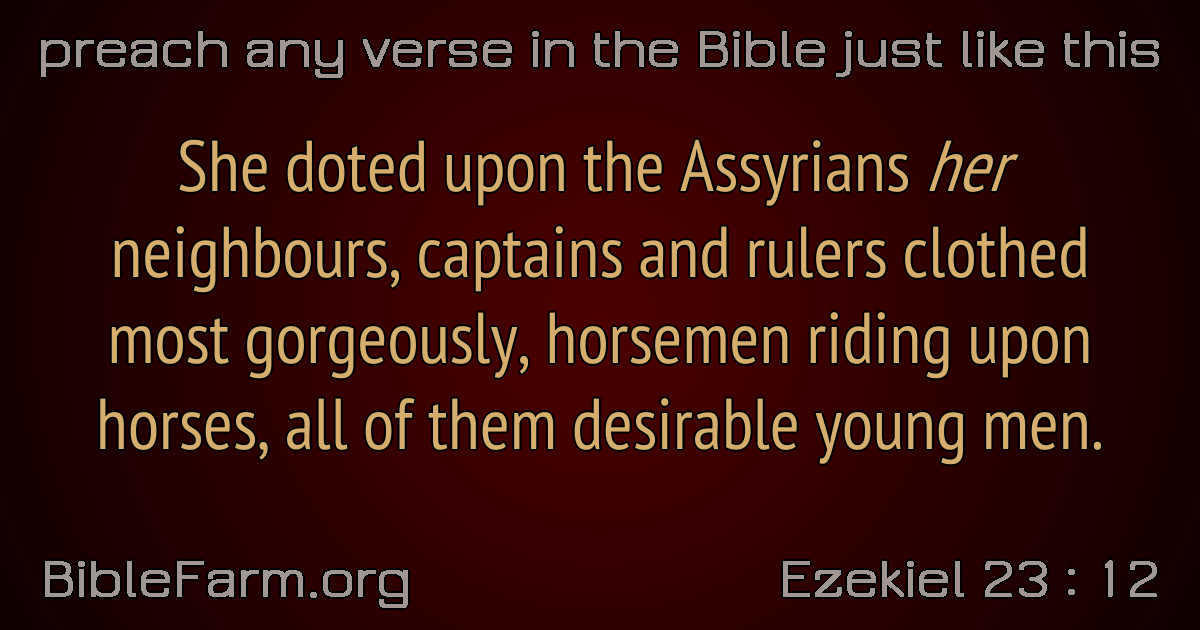 preach any verse in the Bible just like this
She doted upon the Assyrians her
neighbours, captains and rulers clothed
most gorgeously, horsemen riding upon
horses, all of them desirable young men.
BibleFarm.org
Ezekiel 23 : 12